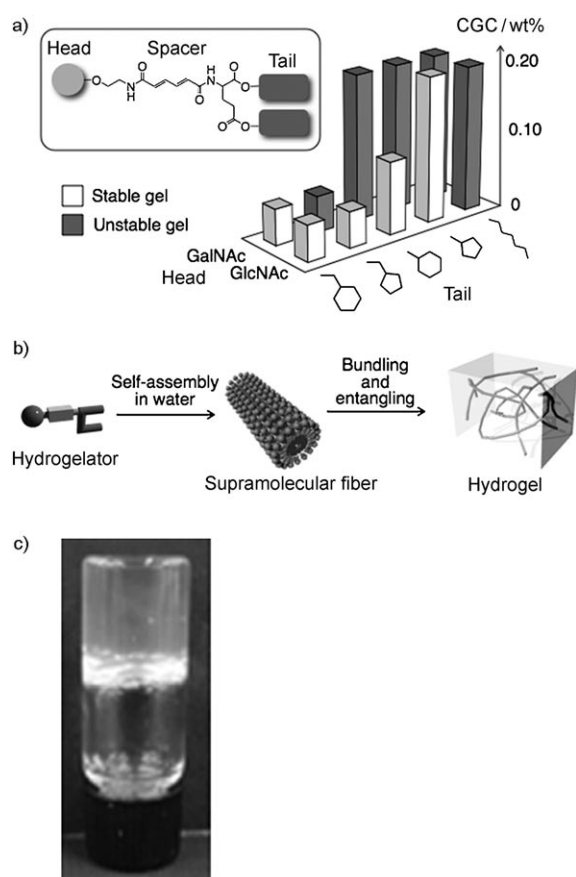 a)
Head
Spacer
Tail
O
N
H
O
O
H
N
O
O
O
O
CGC / wt%
0.20
0.10
0
Stable gel
Unstable gel
GalNAc
GlcNAc
Head
Tail
b)
Self-assembly
in water
Bundling
and
entangling
Hydrogelator
Supramolecular fiber
Hydrogel
c)